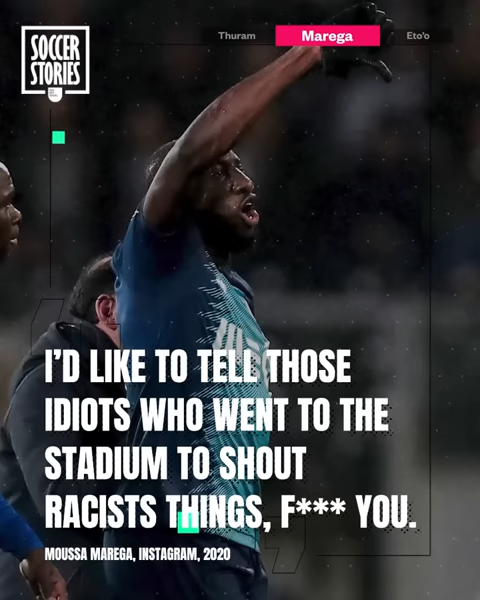 SOCCER
STORIES
Thuram
Marega
Eto'o
I'D LIKE TO TELL THOSE
IDIOTS WHO WENT TO THE
STADIUM TO SHOUT
RACISTS THINGS, F*** YOU.
MOUSSA MAREGA, INSTAGRAM, 2020